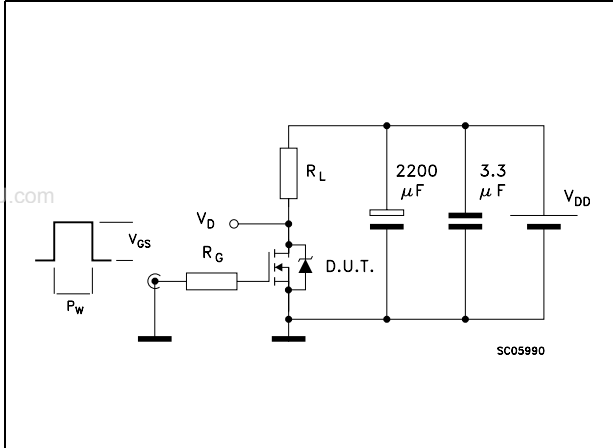 2200
3.3
R_L
μF
μF
V_DD
.com
V_D
V_GS
R_G
D.U.T.
P_W
SC05990